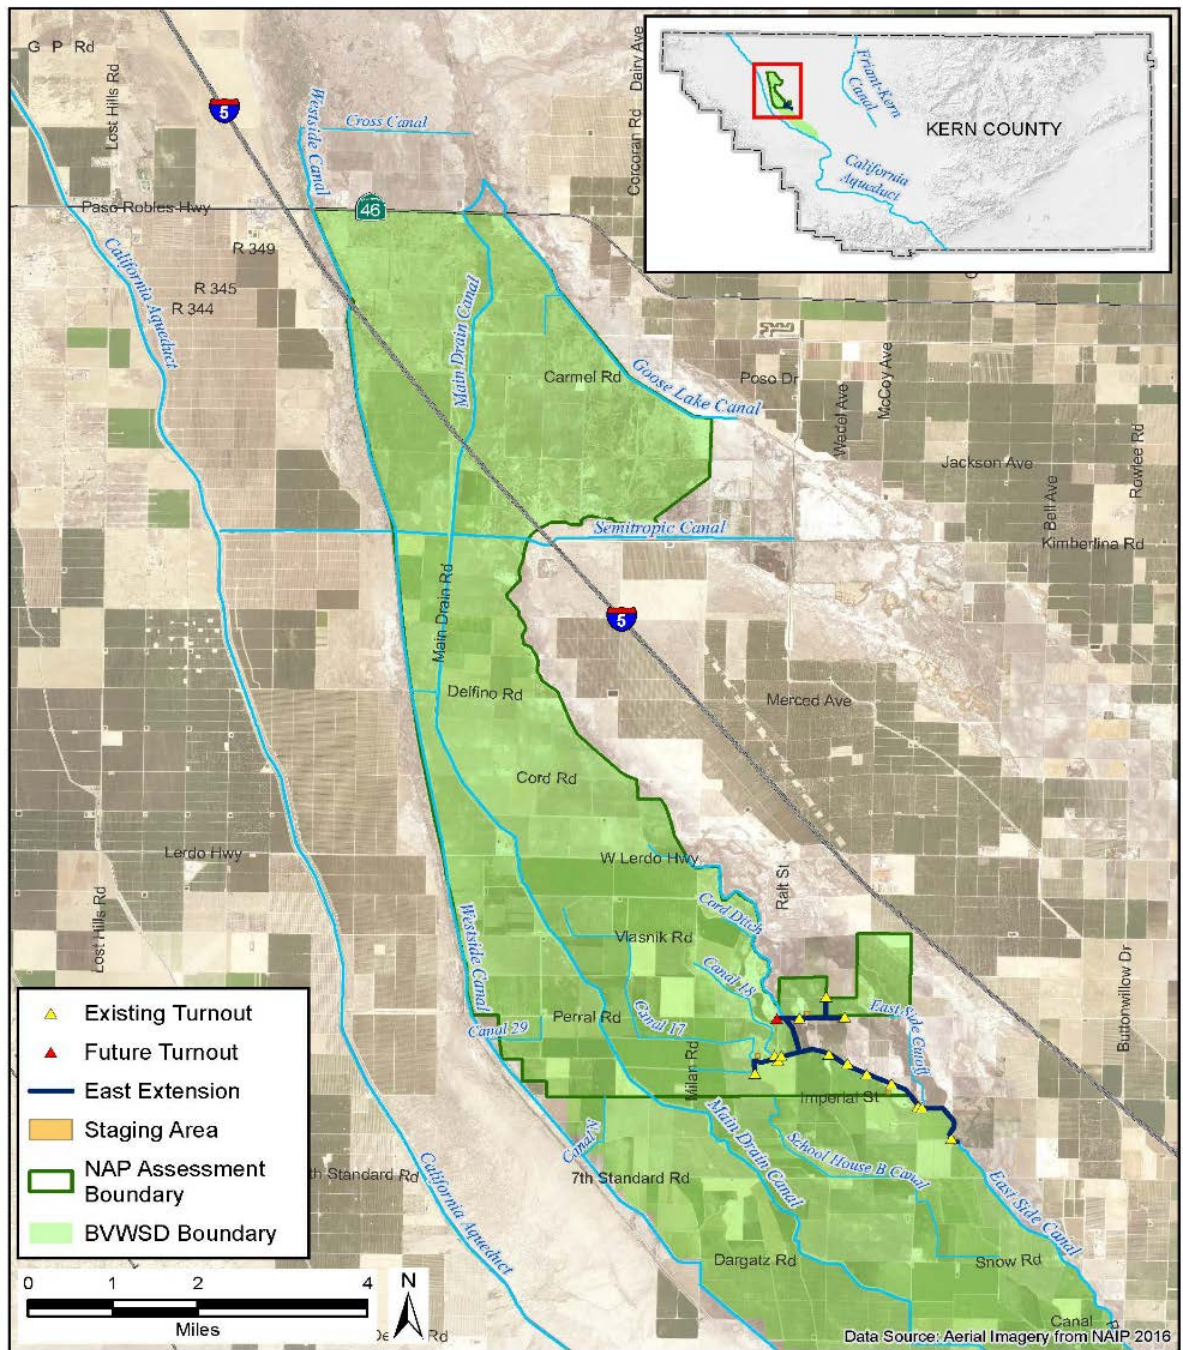 G P Rd
Lost Hills Rd
5
Westside Canal
Cross Canal
Dairy Ave
Corcoran Rd
Friant-Kern
Canal
KERN COUNTY
California
Aqueduct
Paso Robles Hwy
46
R 349
R 345
R 344
California Aqueduct
Main Drain Canal
Carmel Rd
Goose Lake Canal
Poso Dr
Wedel Ave
McCoy Ave
Jackson Ave
Rowlee Rd
Bell Ave
Kimberlina Rd
Semitropic Canal
Main Drain Rd
5
Delfino Rd
Merced Ave
Cord Rd
Lerdo Hwy
W Lerdo Hwy
Ralt St
Lost Hills Rd
Westside Canal
Cord Ditch
Vlasnik Rd
Canal 18
Buttonwillow Dr
East Side Cutoff
Canal 29
Perral Rd
Canal 17
Milan Rd
Imperial St
Main Drain Canal
Canal N
School House B Canal
7th Standard Rd
th Standard Rd
California Aqueduct
East Side Canal
Dargatz Rd
Snow Rd
Canal
Existing Turnout
Future Turnout
East Extension
Staging Area
NAP Assessment
Boundary
BVWSD Boundary
0 1 2 4
Miles
N
Rd
Data Source: Aerial Imagery from NAIP 2016